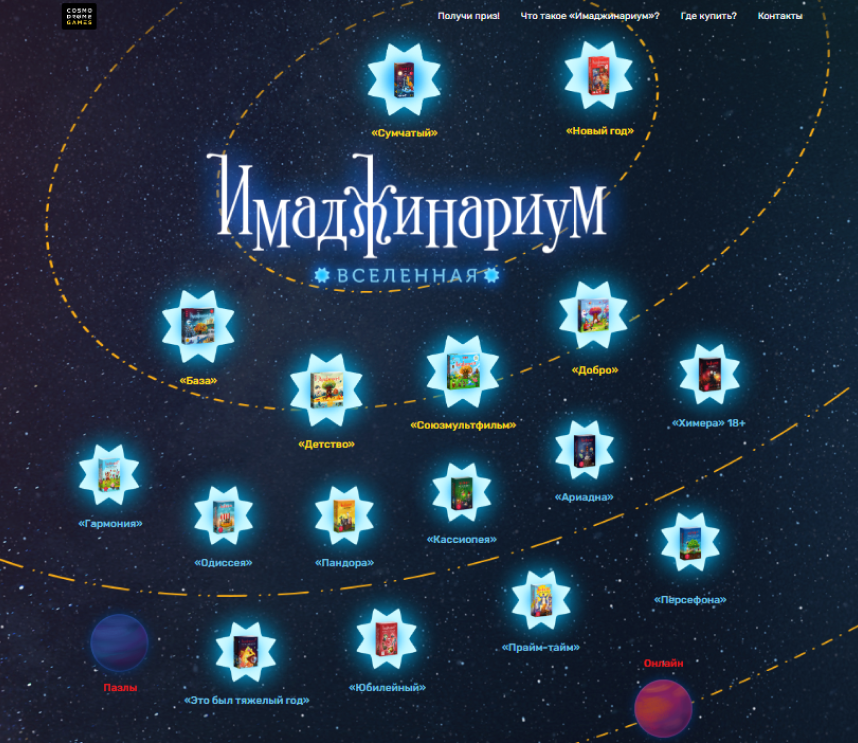 COSMO
DROME
GAMES
Получи приз!
Что такое «Имаджинариум»?
Где купить?
Контакты
«Сумчатый»
«Новый год»
Имаджинариум
ВСЕЛЕННАЯ
«База»
«Добро»
«Детство»
«Союзмультфильм»
«Химера» 18+
«Ариадна»
«Гармония»
«Одиссея»
«Пандора»
«Кассиопея»
«Персефона»
«Прайм-тайм»
Онлайн
Пазлы
«Это был тяжелый год»
«Юбилейный»